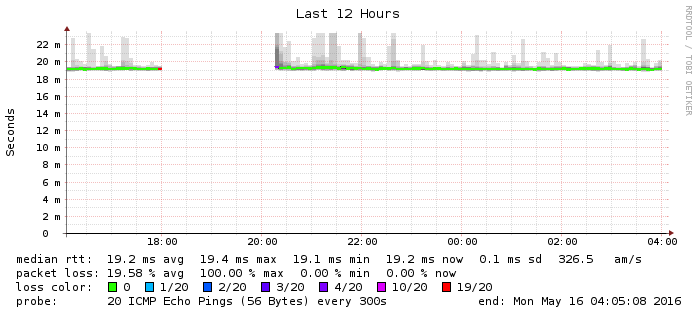 Last 12 Hours
RRDTOOL / TOBI OETIKER
Seconds
22 m
20 m
18 m
16 m
14 m
12 m
10 m
8 m
6 m
4 m
2 m
0
18:00 20:00 22:00 00:00 02:00 04:00
median rtt: 19.2 ms avg 19.4 ms max 19.1 ms min 19.2 ms now 0.1 ms sd 326.5 am/s
packet loss: 19.58 % avg 100.00 % max 0.00 % min 0.00 % now
loss color: 0 1/20 2/20 3/20 4/20 10/20 19/20
probe: 20 ICMP Echo Pings (56 Bytes) every 300s end: Mon May 16 04:05:08 2016